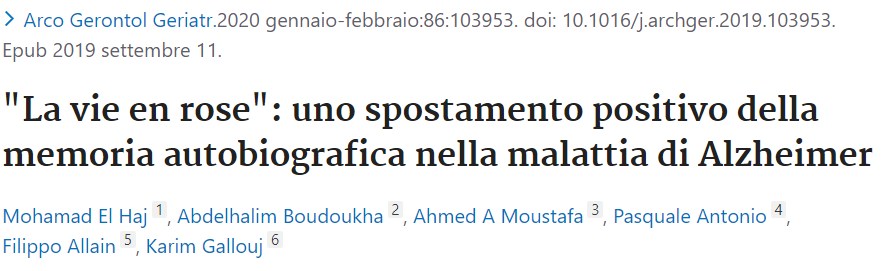 Arco Gerontol Geriatr.2020 gennaio-febbraio:86:103953. doi: 10.1016/j.archger.2019.103953.
Epub 2019 settembre 11.
"La vie en rose": uno spostamento positivo della
memoria autobiografica nella malattia di Alzheimer
Mohamad El Haj 1, Abdelhalim Boudoukha 2, Ahmed A Moustafa 3, Pasquale Antonio 4,
Filippo Allain 5, Karim Gallouj 6